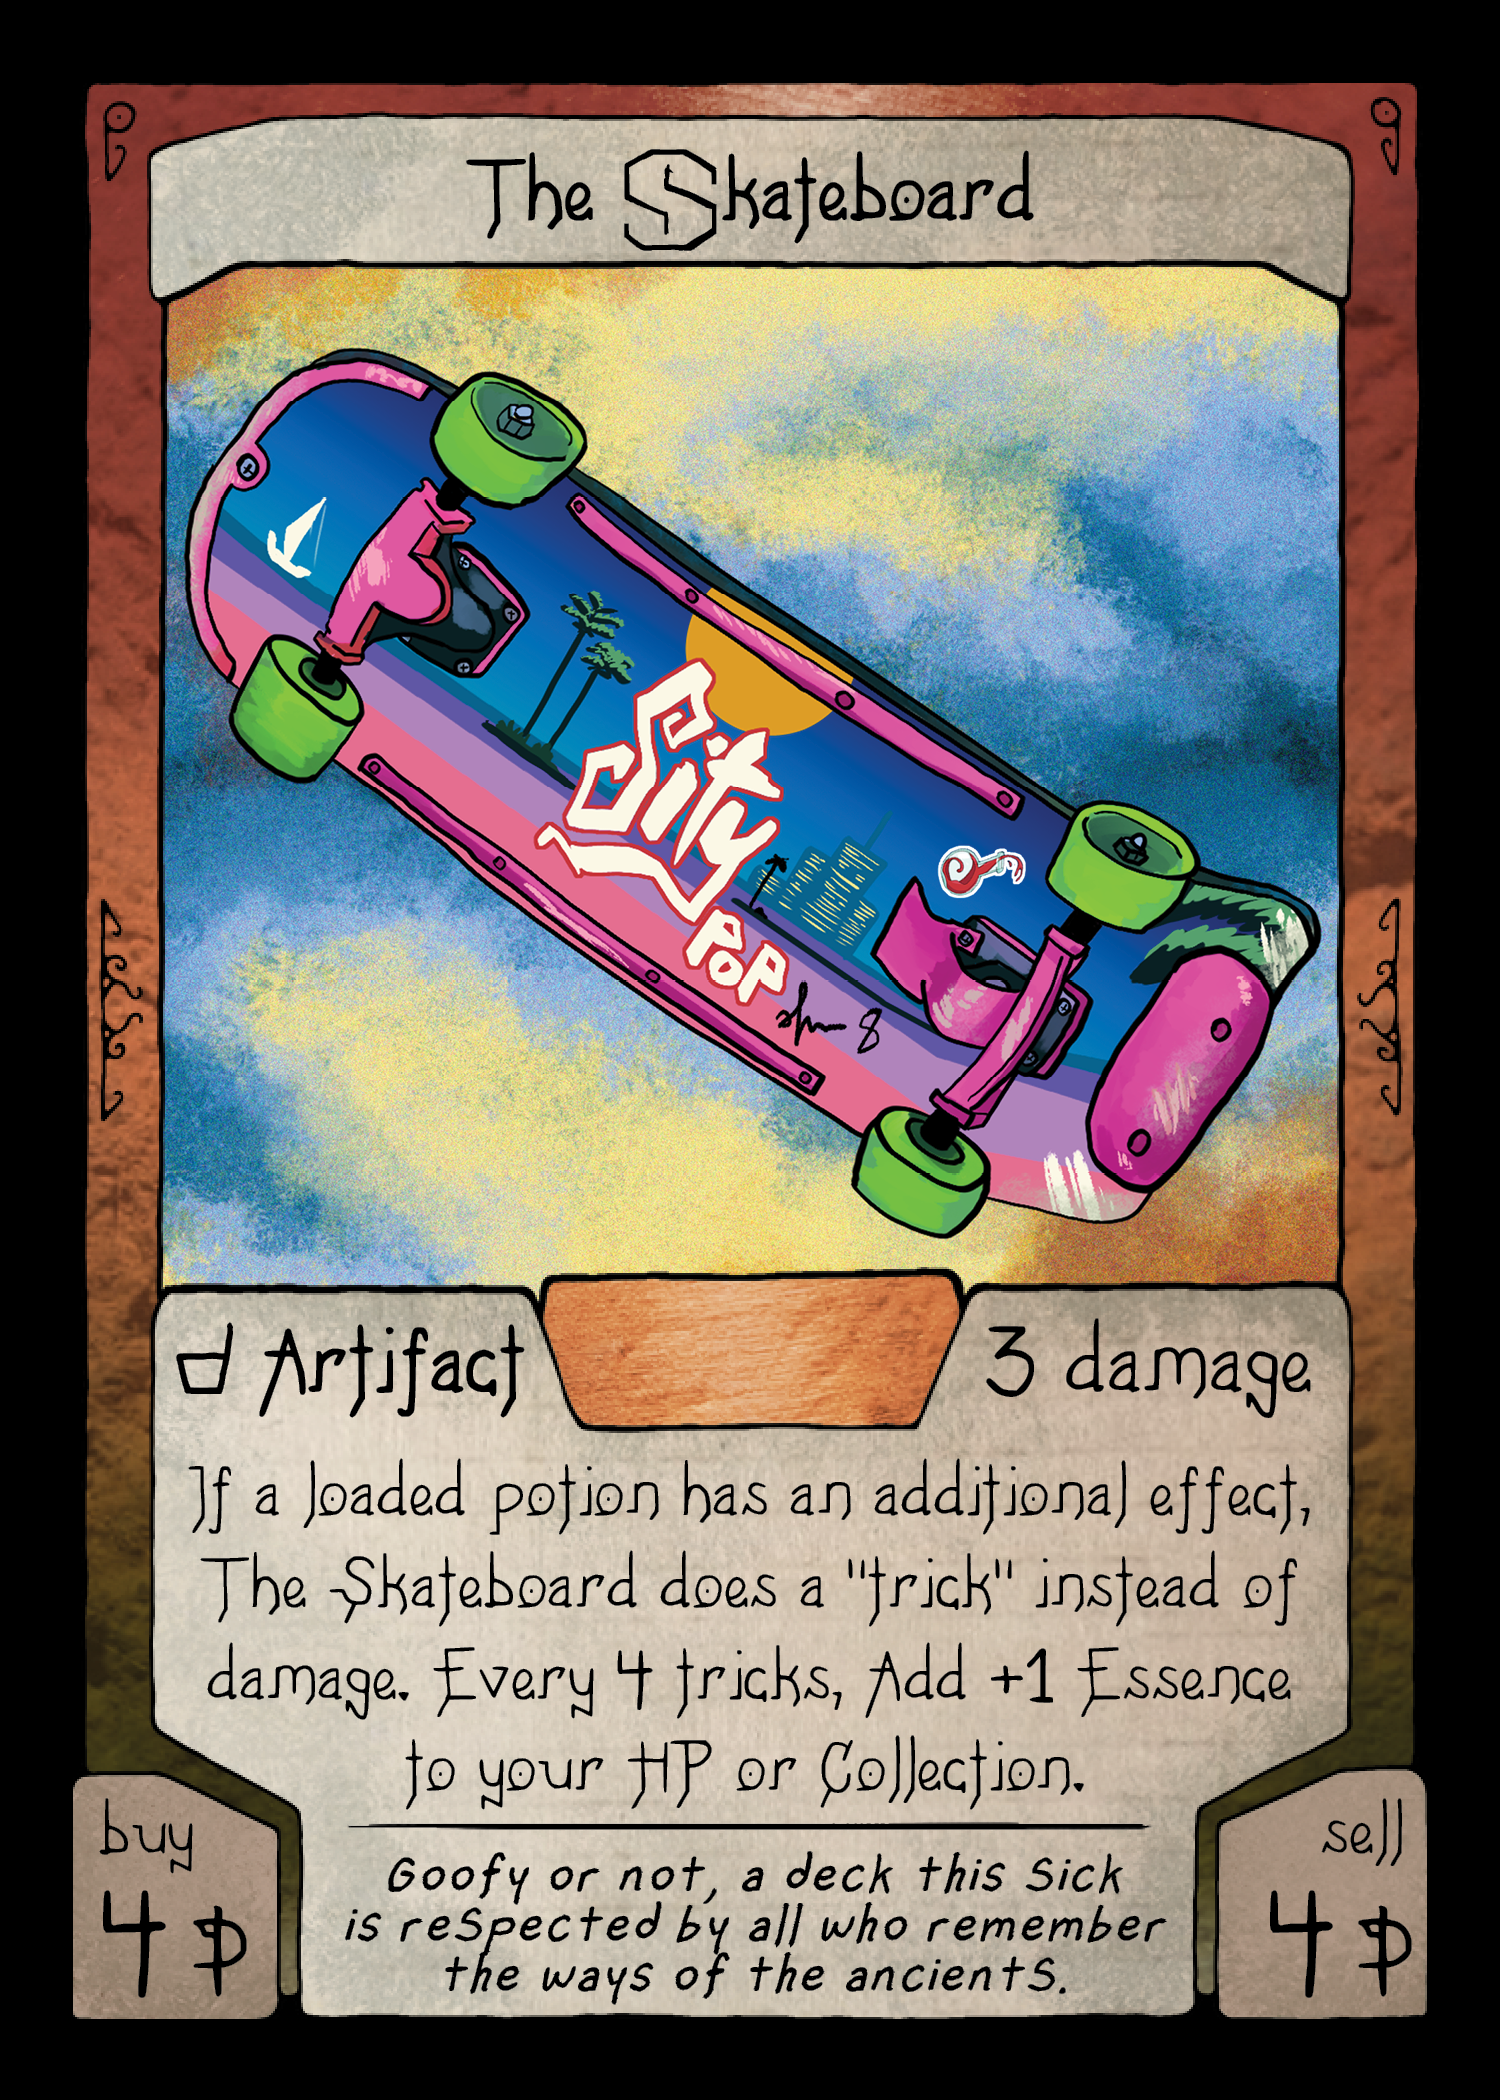 The Skateboard
City
POP
8
Artifact
3 damage
If a loaded potion has an additional effect,
The Skateboard does a "trick" instead of
damage. Every 4 tricks, Add +1 Essence
to your HP or Collection.
buy
4
Goofy or not, a deck this Sick
is reSpected by all who remember
the ways of the ancientS.
sell
4